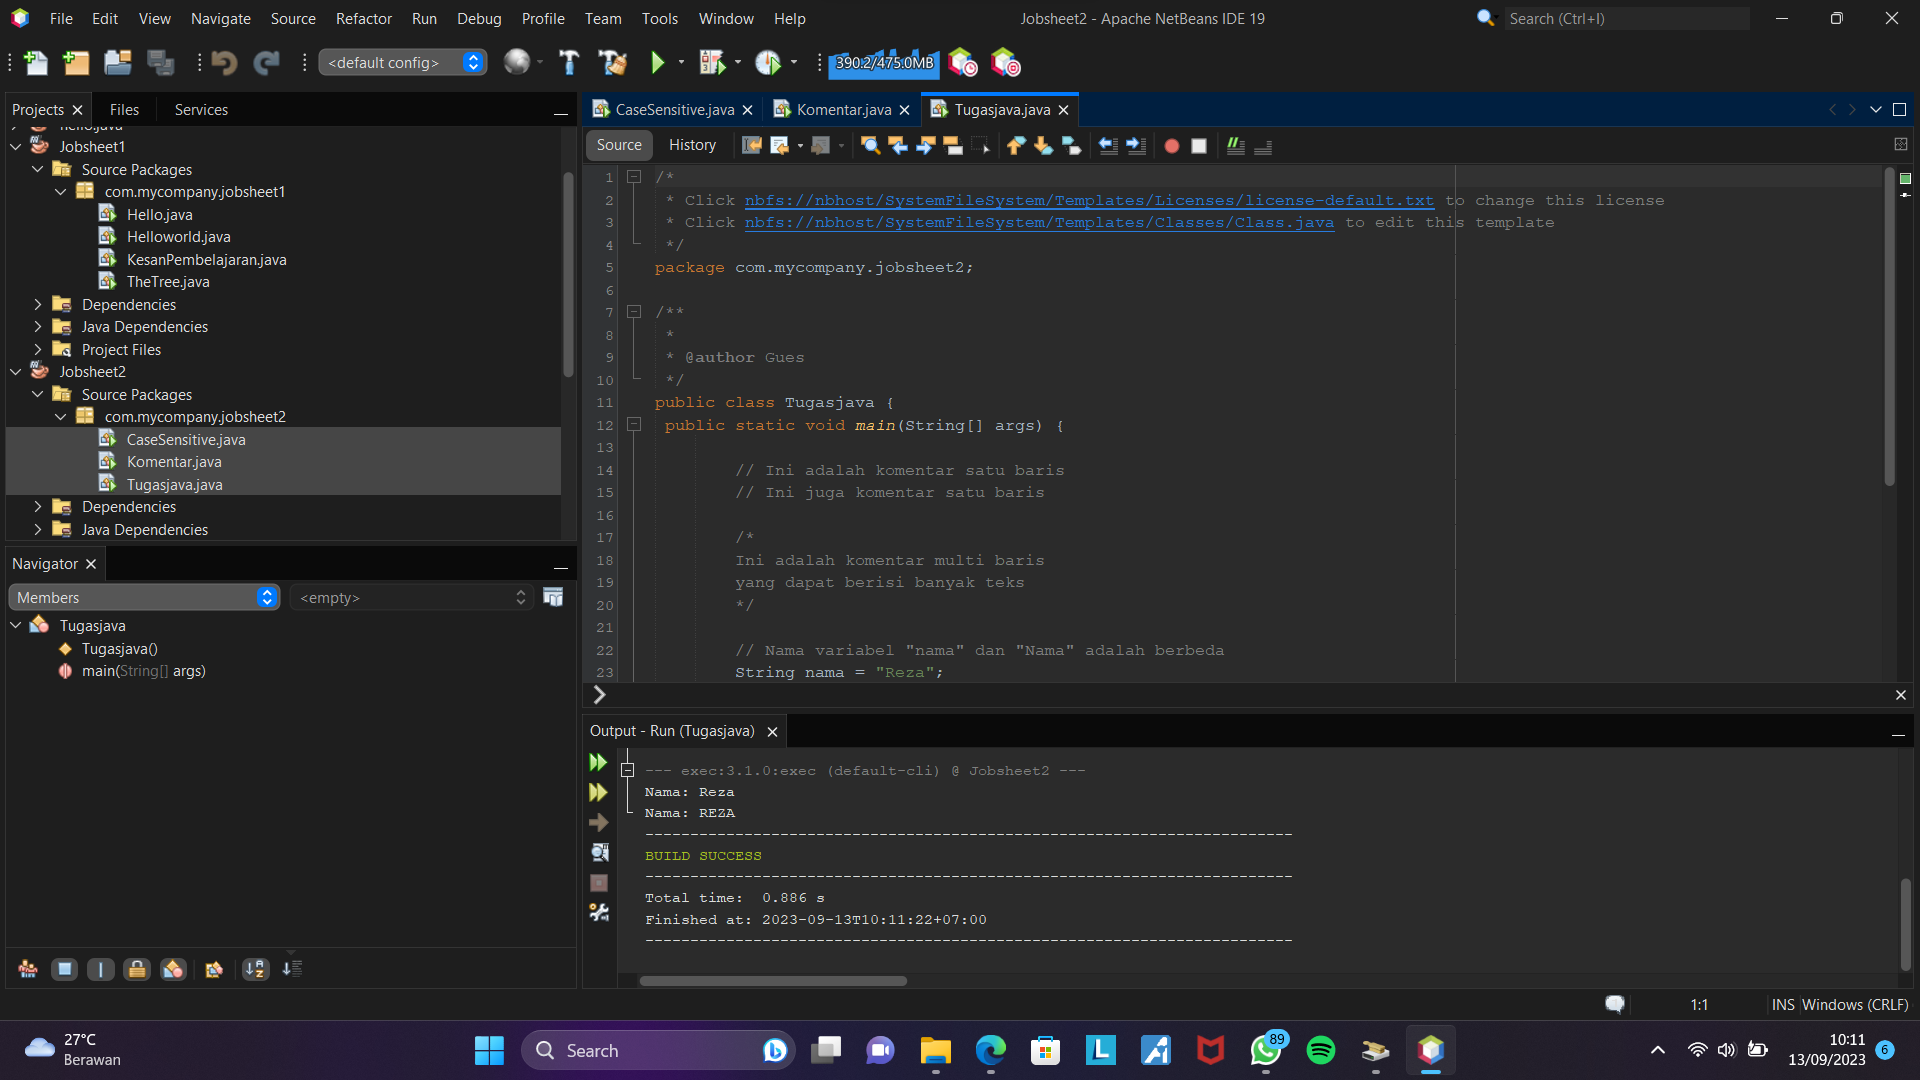 File Edit View Navigate Source Refactor Run Debug Profile Team Tools Window Help
Jobsheet2 - Apache NetBeans IDE 19
Search (Ctrl+I)
<default config>
390.2/475.0MB
Projects Files Services
hello.java
Jobsheet1
Source Packages
com.mycompany.jobsheet1
Hello.java
Helloworld.java
KesanPembelajaran.java
TheTree.java
Dependencies
Java Dependencies
Project Files
Jobsheet2
Source Packages
com.mycompany.jobsheet2
CaseSensitive.java
Komentar.java
Tugasjava.java
Dependencies
Java Dependencies
Navigator
Members
<empty>
Tugasjava
Tugasjava()
main(String[] args)
CaseSensitive.java Komentar.java Tugasjava.java
Source History
1 /*
2 * Click nbfs://nbhost/SystemFileSystem/Templates/Licenses/license-default.txt to change this license
3 * Click nbfs://nbhost/SystemFileSystem/Templates/Classes/Class.java to edit this template
4 */
5 package com.mycompany.jobsheet2;
6
7 /**
8 *
9 * @author Gues
10 */
11 public class Tugasjava {
12 public static void main(String[] args) {
13
14 // Ini adalah komentar satu baris
15 // Ini juga komentar satu baris
16
17 /*
18 Ini adalah komentar multi baris
19 yang dapat berisi banyak teks
20 */
21
22 // Nama variabel "nama" dan "Nama" adalah berbeda
23 String nama = "Reza";
Output - Run (Tugasjava)
--- exec:3.1.0:exec (default-cli) @ Jobsheet2 ---
Nama: Reza
Nama: REZA
------------------------------------------------------------------------
BUILD SUCCESS
------------------------------------------------------------------------
Total time:  0.886 s
Finished at: 2023-09-13T10:11:22+07:00
------------------------------------------------------------------------
1:1 INS Windows (CRLF)
27°C
Berawan
Search
89
10:11
13/09/2023
6